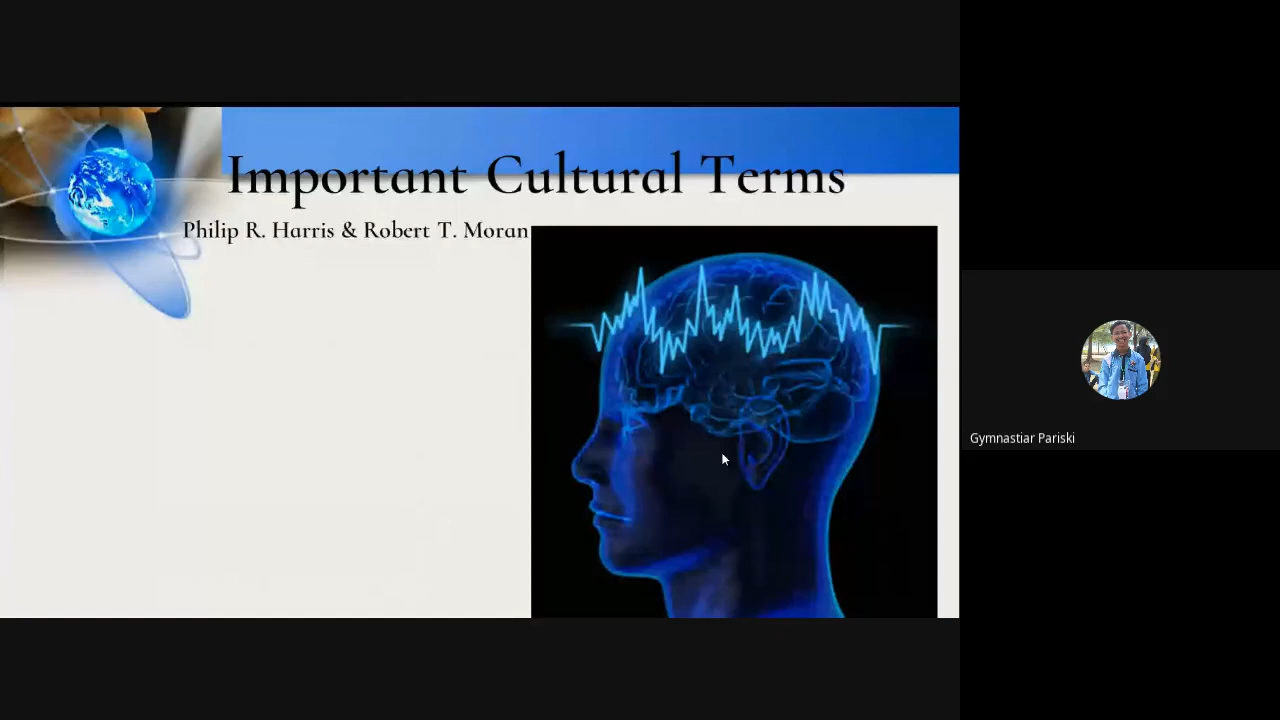 Important Cultural Terms
Philip R. Harris & Robert T. Moran
Gymnastiar Pariski